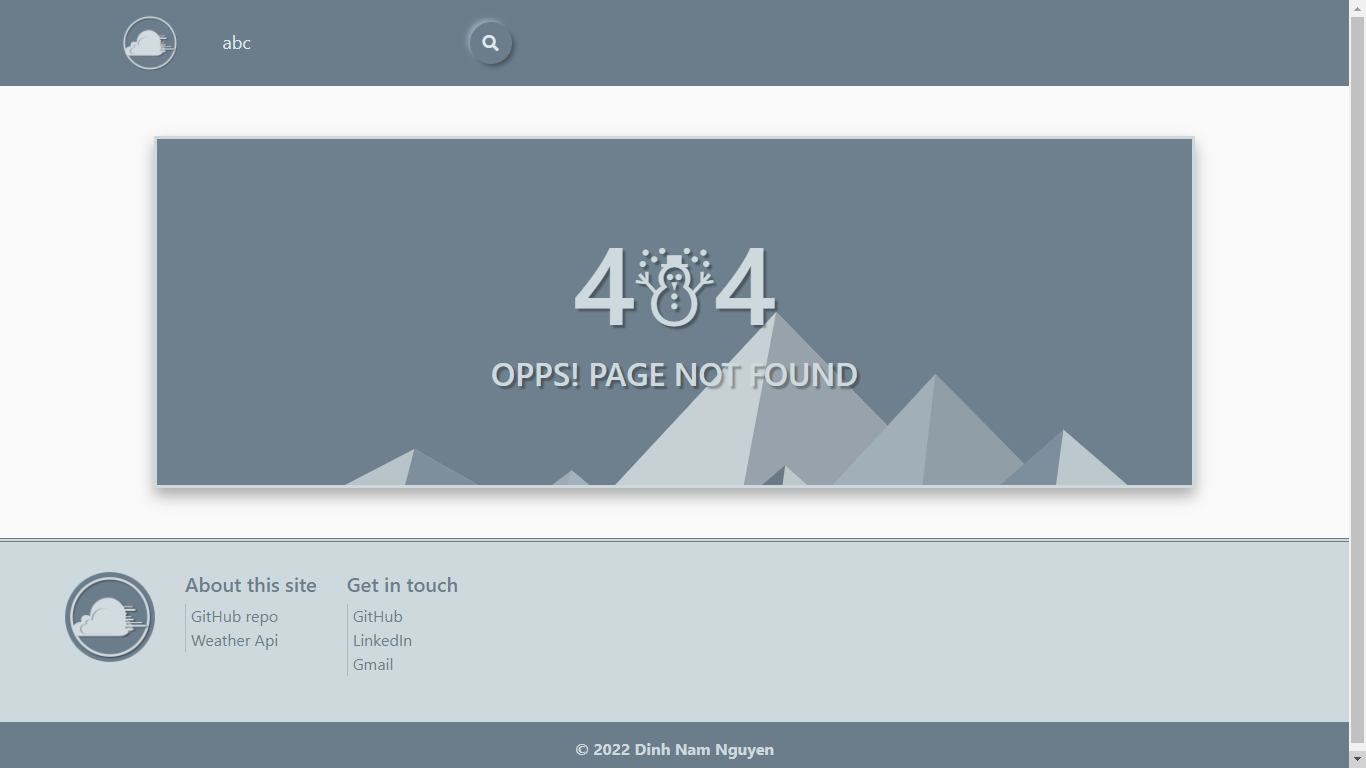 abc
4☃4
OPPS! PAGE NOT FOUND
About this site
GitHub repo
Weather Api
Get in touch
GitHub
LinkedIn
Gmail
© 2022 Dinh Nam Nguyen